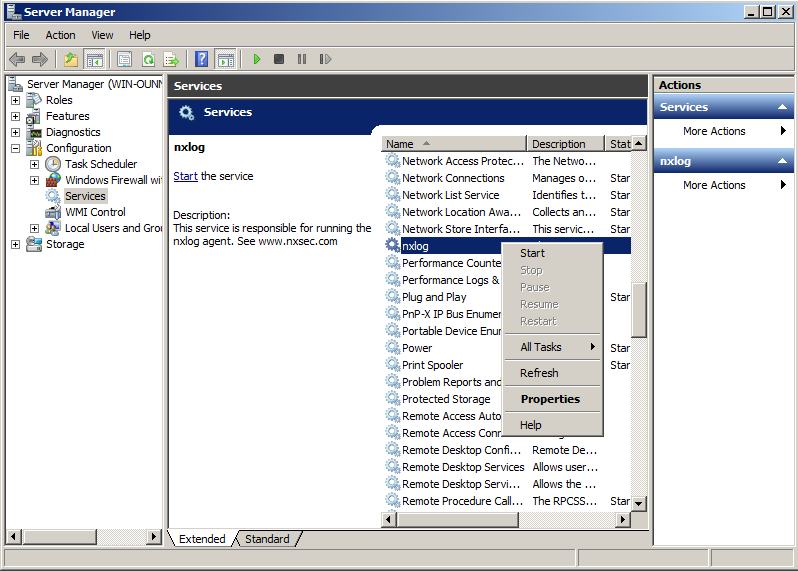 Server Manager
File Action View Help
Server Manager (WIN-OUNN
Roles
Features
Diagnostics
Configuration
Task Scheduler
Windows Firewall wit
Services
WMI Control
Local Users and Grou
Storage
Services
Services
nxlog
Start the service
Description:
This service is responsible for running the
nxlog agent. See www.nxsec.com
Name Description Stat
Network Access Protec... The Netwo...
Network Connections Manages o... Star
Network List Service Identifies t... Star
Network Location Awa... Collects an... Star
Network Store Interfa... This servic... Star
nxlog
Performance Counte
Performance Logs &
Plug and Play Star
PnP-X IP Bus Enumer
Portable Device Enur
Power Star
Print Spooler Star
Problem Reports and
Protected Storage
Remote Access Auto
Remote Access Conn
Remote Desktop Confi... Remote De...
Remote Desktop Services Allows user...
Remote Desktop Servi... Allows the ...
Remote Procedure Call... The RPCSS... Star
Start
Stop
Pause
Resume
Restart
All Tasks
Refresh
Properties
Help
Extended Standard
Actions
Services
More Actions
nxlog
More Actions